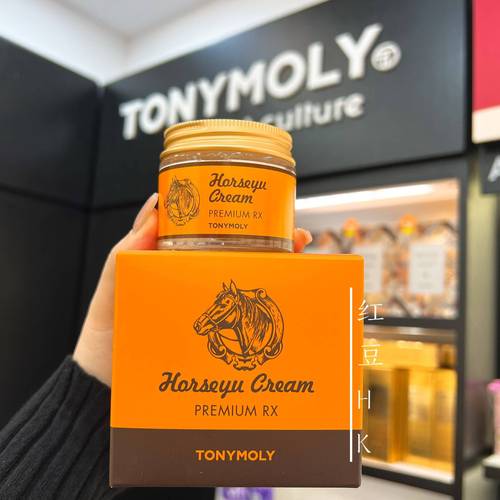 TONYMOLY
culture
Horseyu
Cream
PREMIUM RX
TONYMOLY
Horseyu Cream
PREMIUM RX
TONYMOLY
红
豆
H
K